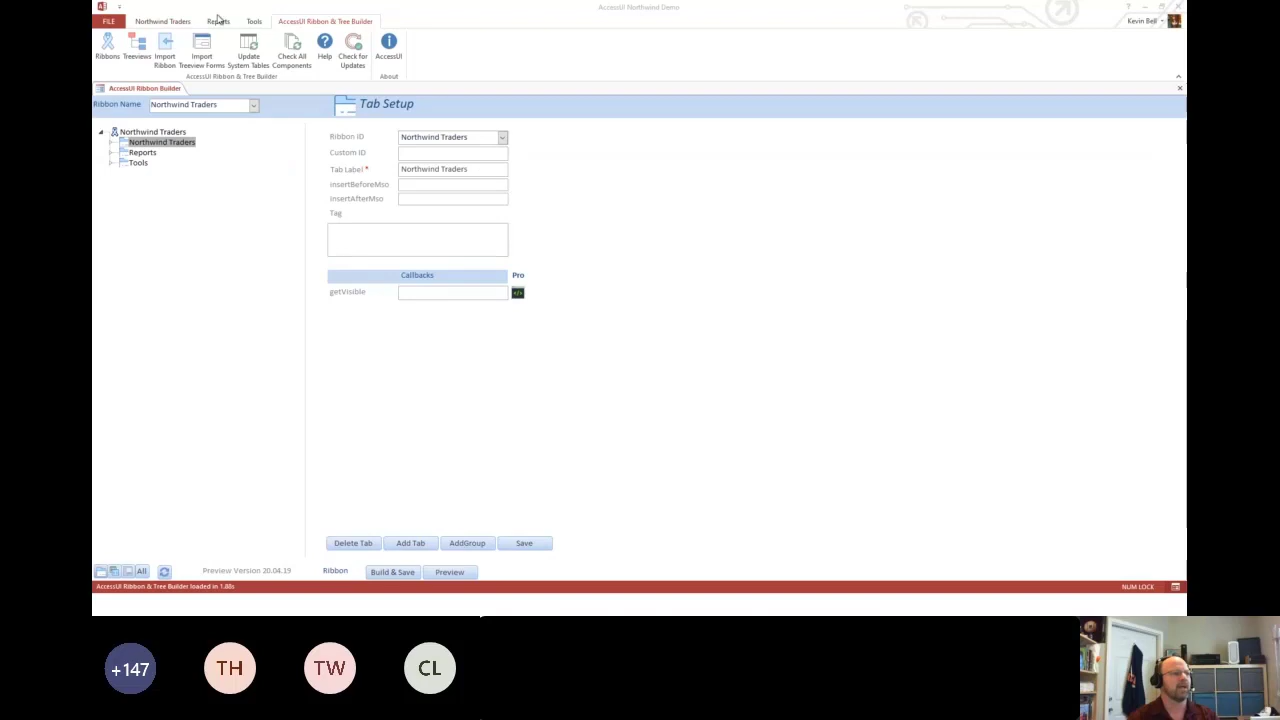 AccessUI Northwind Demo
FILE Northwind Traders Reports Tools AccessUI Ribbon & Tree Builder Kevin Bell
Ribbons Treeviews Import Ribbon Import Treeview Forms Update System Tables Check All Components Help Check for Updates AccessUI
AccessUI Ribbon & Tree Builder About
AccessUI Ribbon Builder
Ribbon Name Northwind Traders Tab Setup
Northwind Traders
Northwind Traders
Reports
Tools
Ribbon ID Northwind Traders
Custom ID
Tab Label * Northwind Traders
insertBeforeMso
insertAfterMso
Tag
Callbacks Pro
getVisible </>
Delete Tab Add Tab AddGroup Save
All Preview Version 20.04.19 Ribbon Build & Save Preview
AccessUI Ribbon & Tree Builder loaded in 1.88s NUM LOCK
+147 TH TW CL